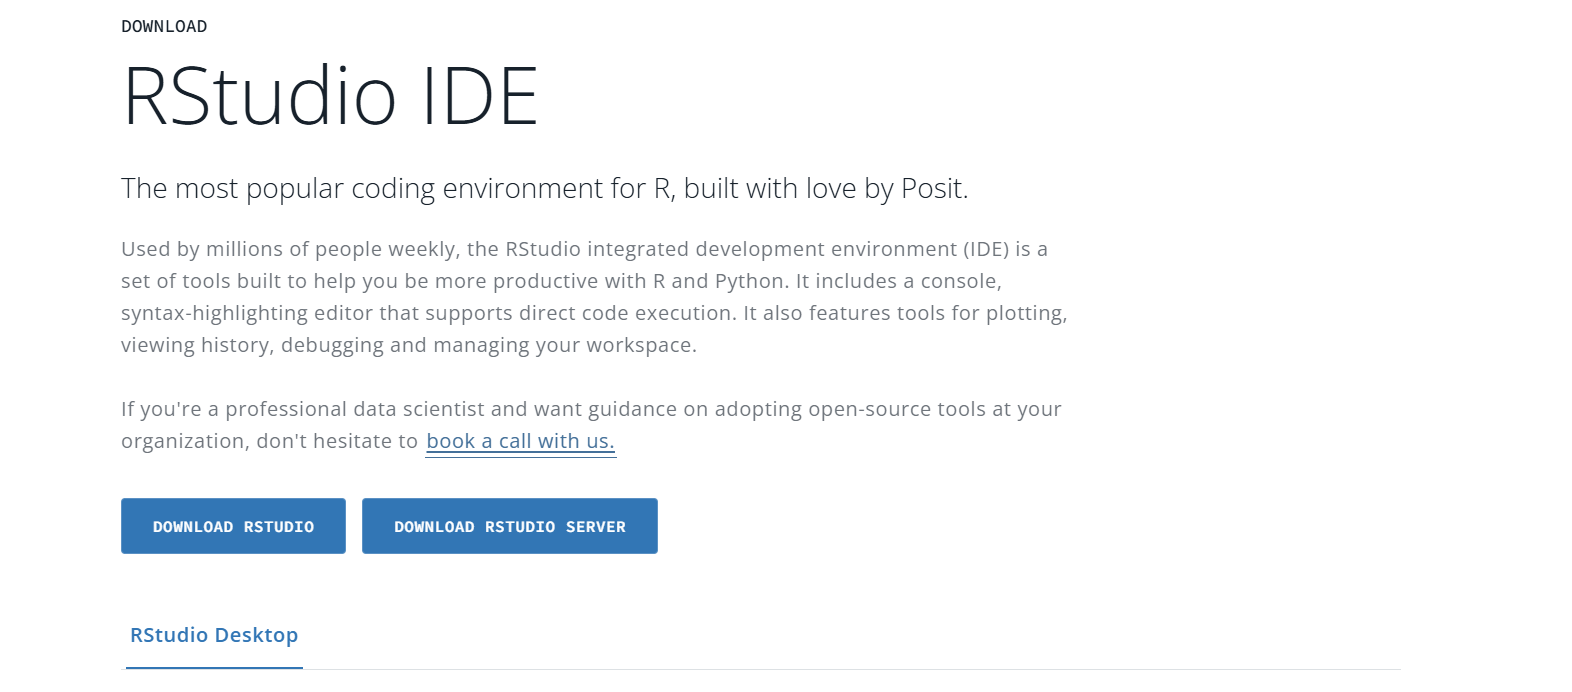 DOWNLOAD
RStudio IDE
The most popular coding environment for R, built with love by Posit.
Used by millions of people weekly, the RStudio integrated development environment (IDE) is a
set of tools built to help you be more productive with R and Python. It includes a console,
syntax-highlighting editor that supports direct code execution. It also features tools for plotting,
viewing history, debugging and managing your workspace.
If you're a professional data scientist and want guidance on adopting open-source tools at your
organization, don't hesitate to book a call with us.
DOWNLOAD RSTUDIO
DOWNLOAD RSTUDIO SERVER
RStudio Desktop